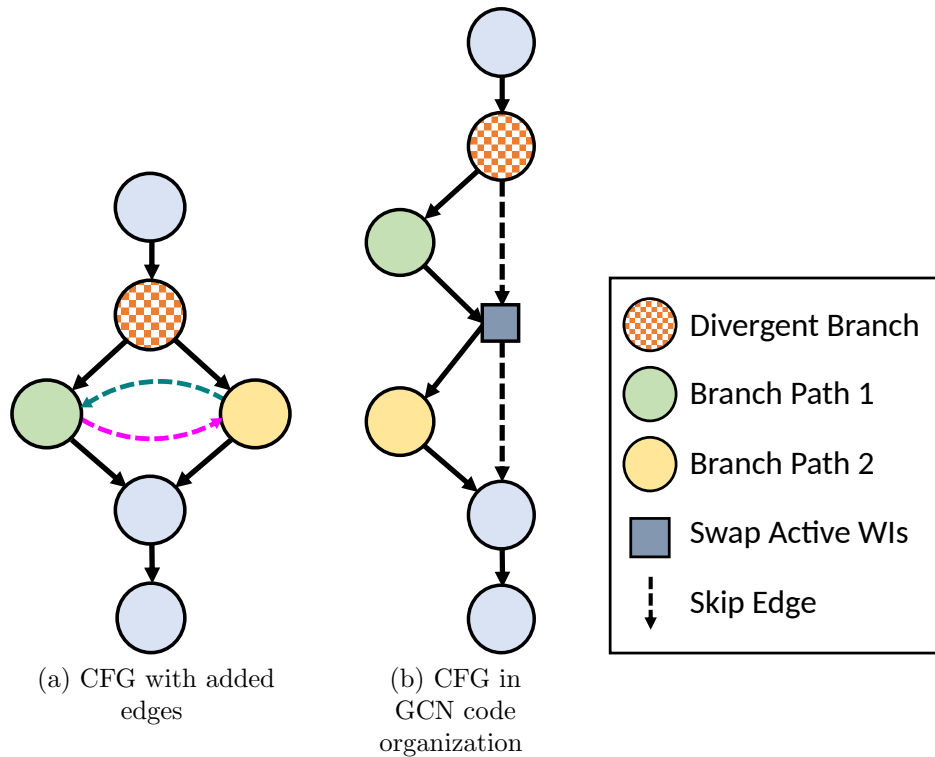 Divergent Branch
Branch Path 1
Branch Path 2
Swap Active WIs
Skip Edge
(a) CFG with added
edges
(b) CFG in
GCN code
organization